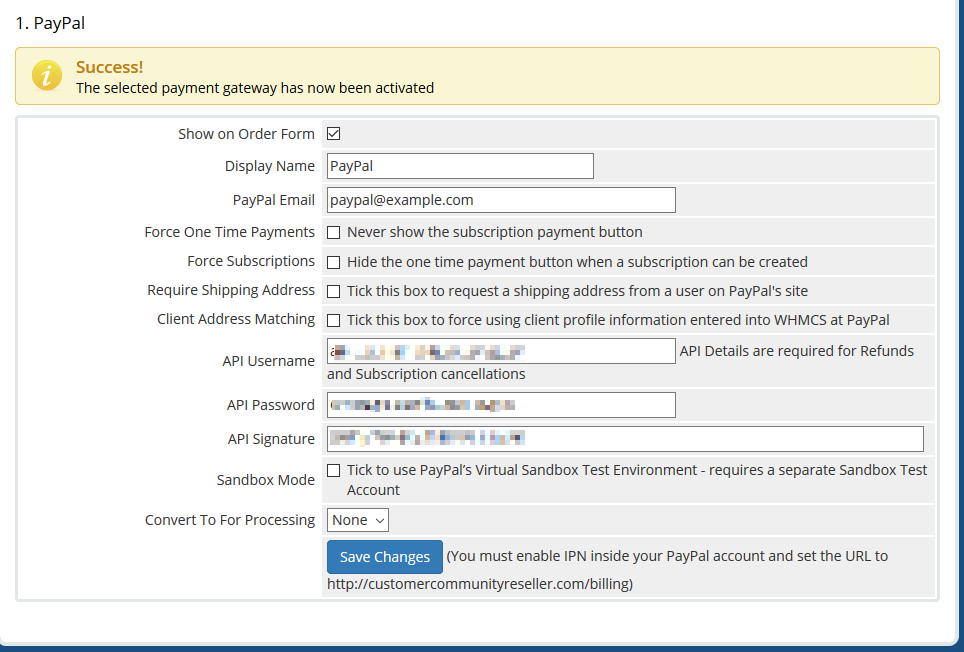 1. PayPal
Success!
The selected payment gateway has now been activated
Show on Order Form
Display Name PayPal
PayPal Email paypal@example.com
Force One Time Payments Never show the subscription payment button
Force Subscriptions Hide the one time payment button when a subscription can be created
Require Shipping Address Tick this box to request a shipping address from a user on PayPal's site
Client Address Matching Tick this box to force using client profile information entered into WHMCS at PayPal
API Username API Details are required for Refunds
and Subscription cancellations
API Password
API Signature
Sandbox Mode Tick to use PayPal’s Virtual Sandbox Test Environment - requires a separate Sandbox Test
Account
Convert To For Processing None
Save Changes (You must enable IPN inside your PayPal account and set the URL to
http://customercommunityreseller.com/billing)